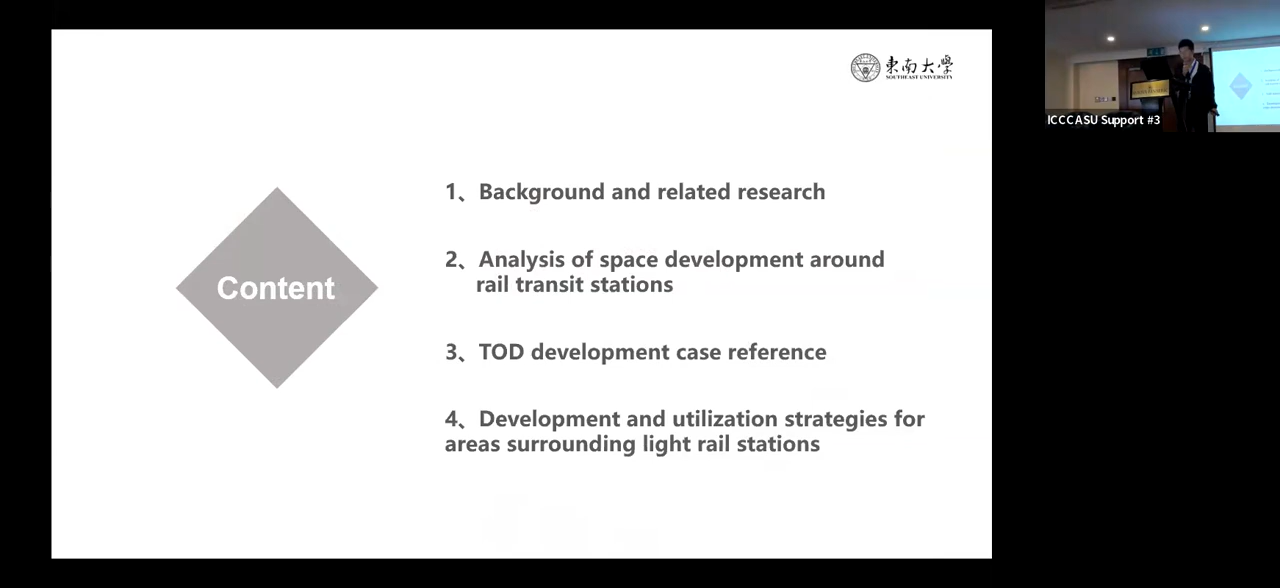 東南大學
SOUTHEAST UNIVERSITY
1、Background and related research
2、Analysis of space development around
rail transit stations
Content
3、TOD development case reference
4、Development and utilization strategies for
areas surrounding light rail stations
ICCCASU Support #3